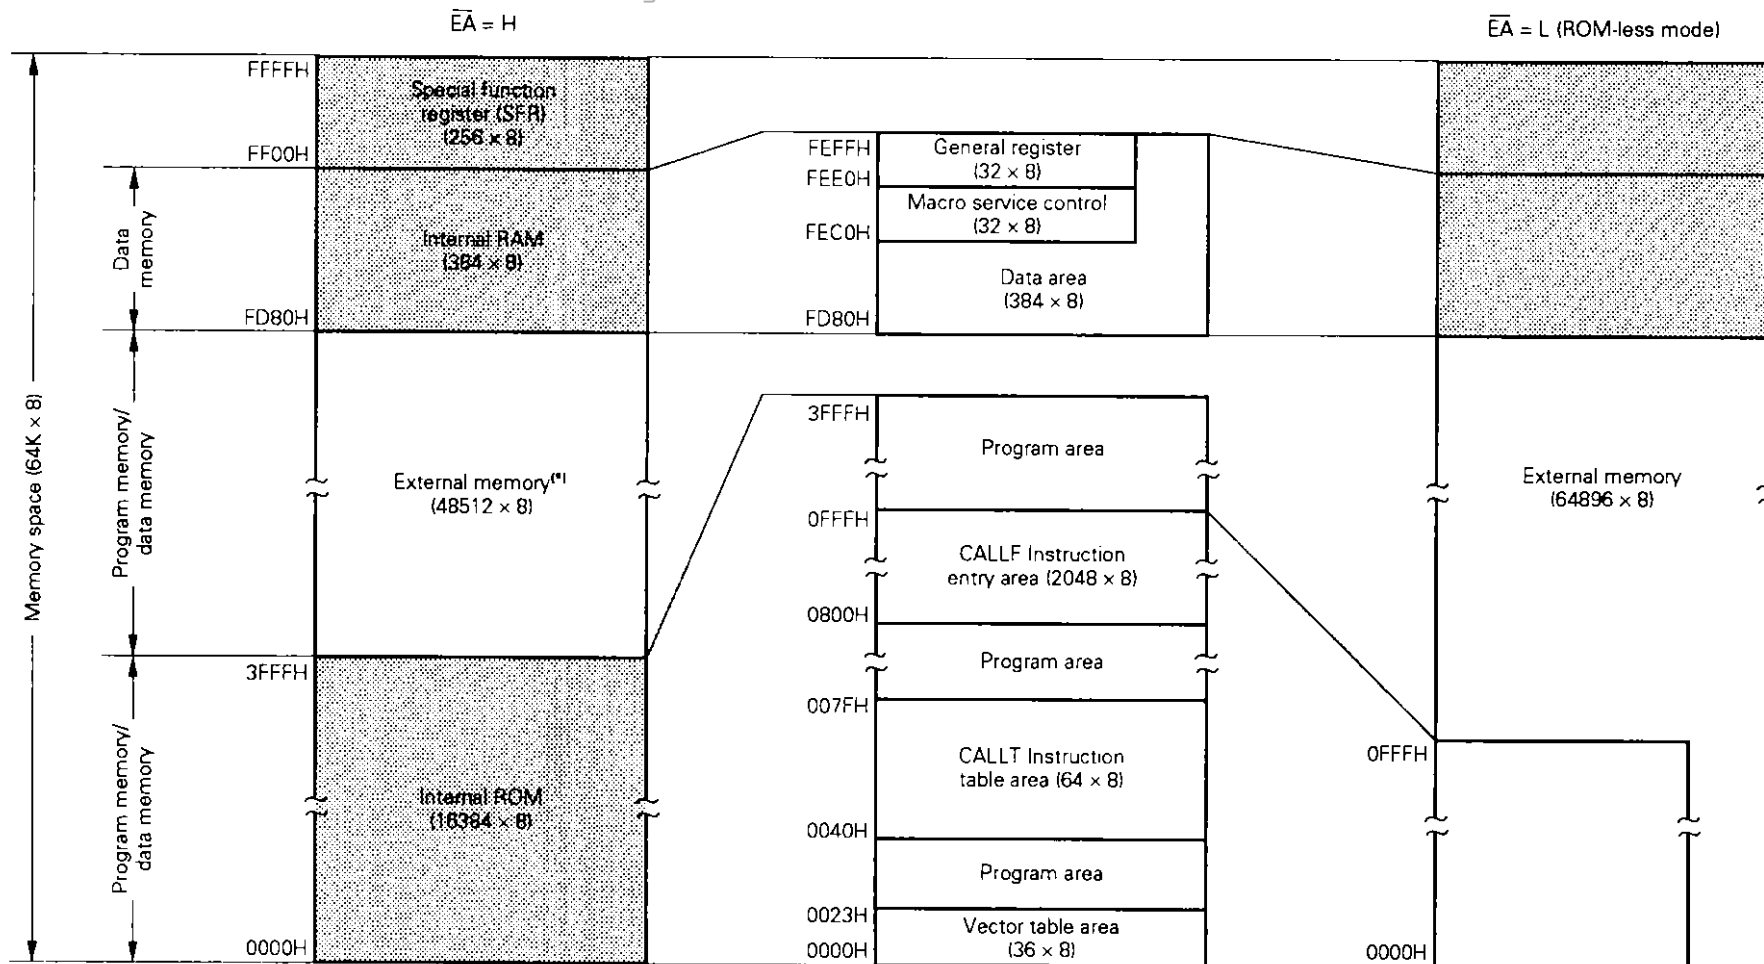 EA = H
EA = L (ROM-less mode)
FFFFH
Special function
register (SFR)
(256 × 8)
FF00H
Internal RAM
(384 × 8)
FD80H
External memory(*)
(48512 × 8)
3FFFH
Internal ROM
(16384 × 8)
0000H
Memory space (64K × 8)
Data
memory
Program memory/
data memory
Program memory/
data memory
FEFFH
General register
(32 × 8)
FEE0H
Macro service control
(32 × 8)
FEC0H
Data area
(384 × 8)
FD80H
3FFFH
Program area
0FFFH
CALLF Instruction
entry area (2048 × 8)
0800H
Program area
007FH
CALLT Instruction
table area (64 × 8)
0040H
Program area
0023H
Vector table area
(36 × 8)
0000H
External memory
(64896 × 8)
0FFFH
0000H